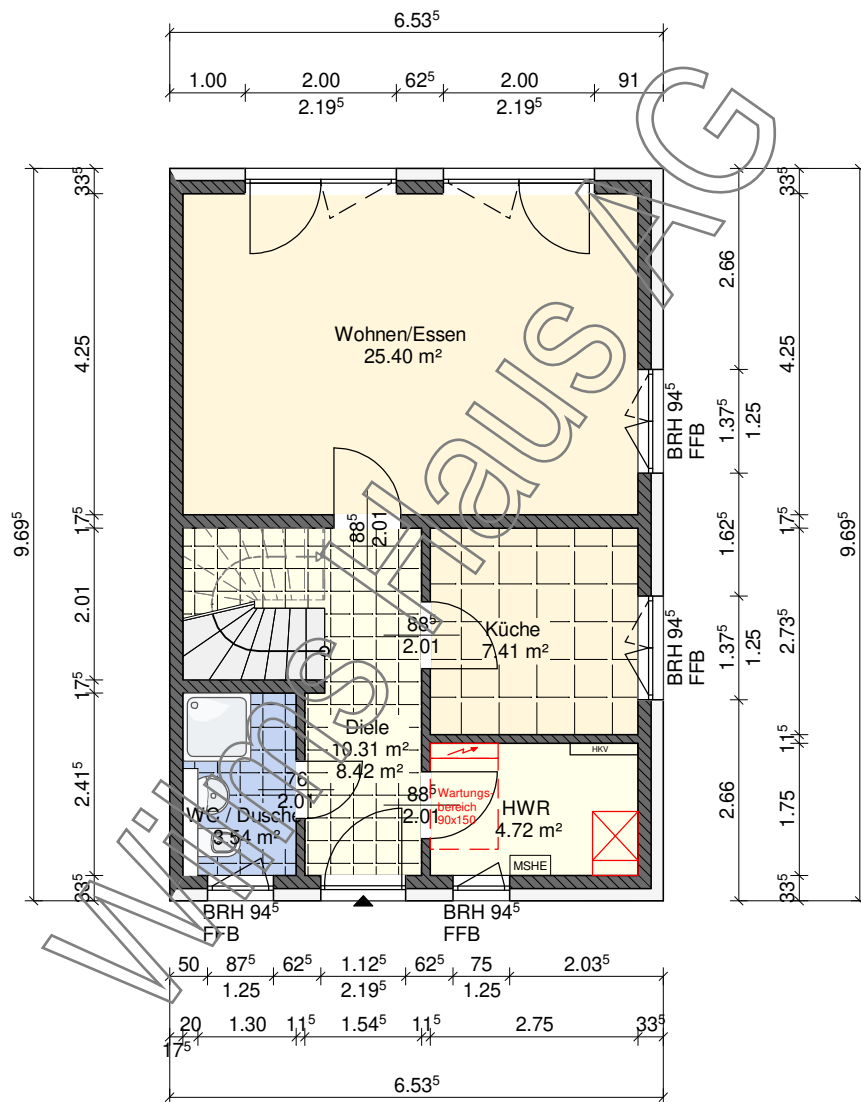 6.53⁵
1.00 2.00 62⁵ 2.00 91
2.19⁵ 2.19⁵
33⁵
4.25
17⁵
2.01
17⁵
2.41⁵
33⁵
9.69⁵
Wohnen/Essen
25.40 m²
88⁵
2.01
88⁵
2.01
Küche
7.41 m²
Diele
10.31 m²
8.42 m²
76
2.01
88⁵
2.01
WC / Dusche
3.54 m²
Wartungs
bereich
90x150
HKV
HWR
4.72 m²
MSHE
BRH 94⁵
FFB
BRH 94⁵
FFB
BRH 94⁵
FFB
BRH 94⁵
FFB
2.66
1.37⁵
1.25
1.62⁵
1.37⁵
1.25
2.66
33⁵
4.25
17⁵
2.73⁵
11⁵
1.75
33⁵
9.69⁵
50 87⁵ 62⁵ 1.12⁵ 62⁵ 75 2.03⁵
1.25 2.19⁵ 1.25
20 1.30 11⁵ 1.54⁵ 11⁵ 2.75 33⁵
17⁵
6.53⁵
Wilms Haus AG